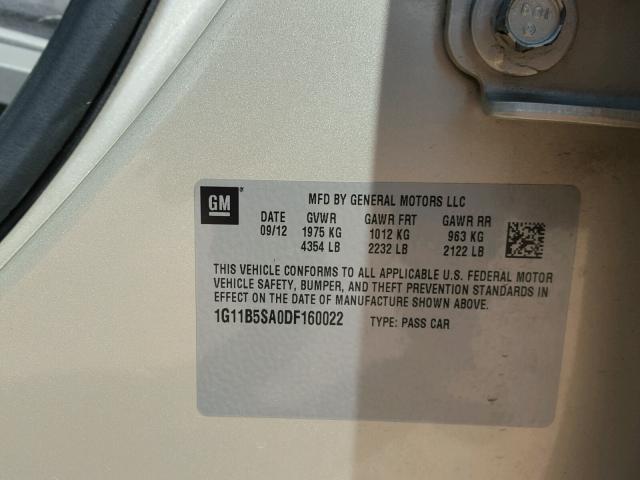 GM
MFD BY GENERAL MOTORS LLC
DATE GVWR GAWR FRT GAWR RR
09/12 1975 KG 1012 KG 963 KG
4354 LB 2232 LB 2122 LB
THIS VEHICLE CONFORMS TO ALL APPLICABLE U.S. FEDERAL MOTOR
VEHICLE SAFETY, BUMPER, AND THEFT PREVENTION STANDARDS IN
EFFECT ON THE DATE OF MANUFACTURE SHOWN ABOVE.
1G11B5SA0DF160022 TYPE: PASS CAR